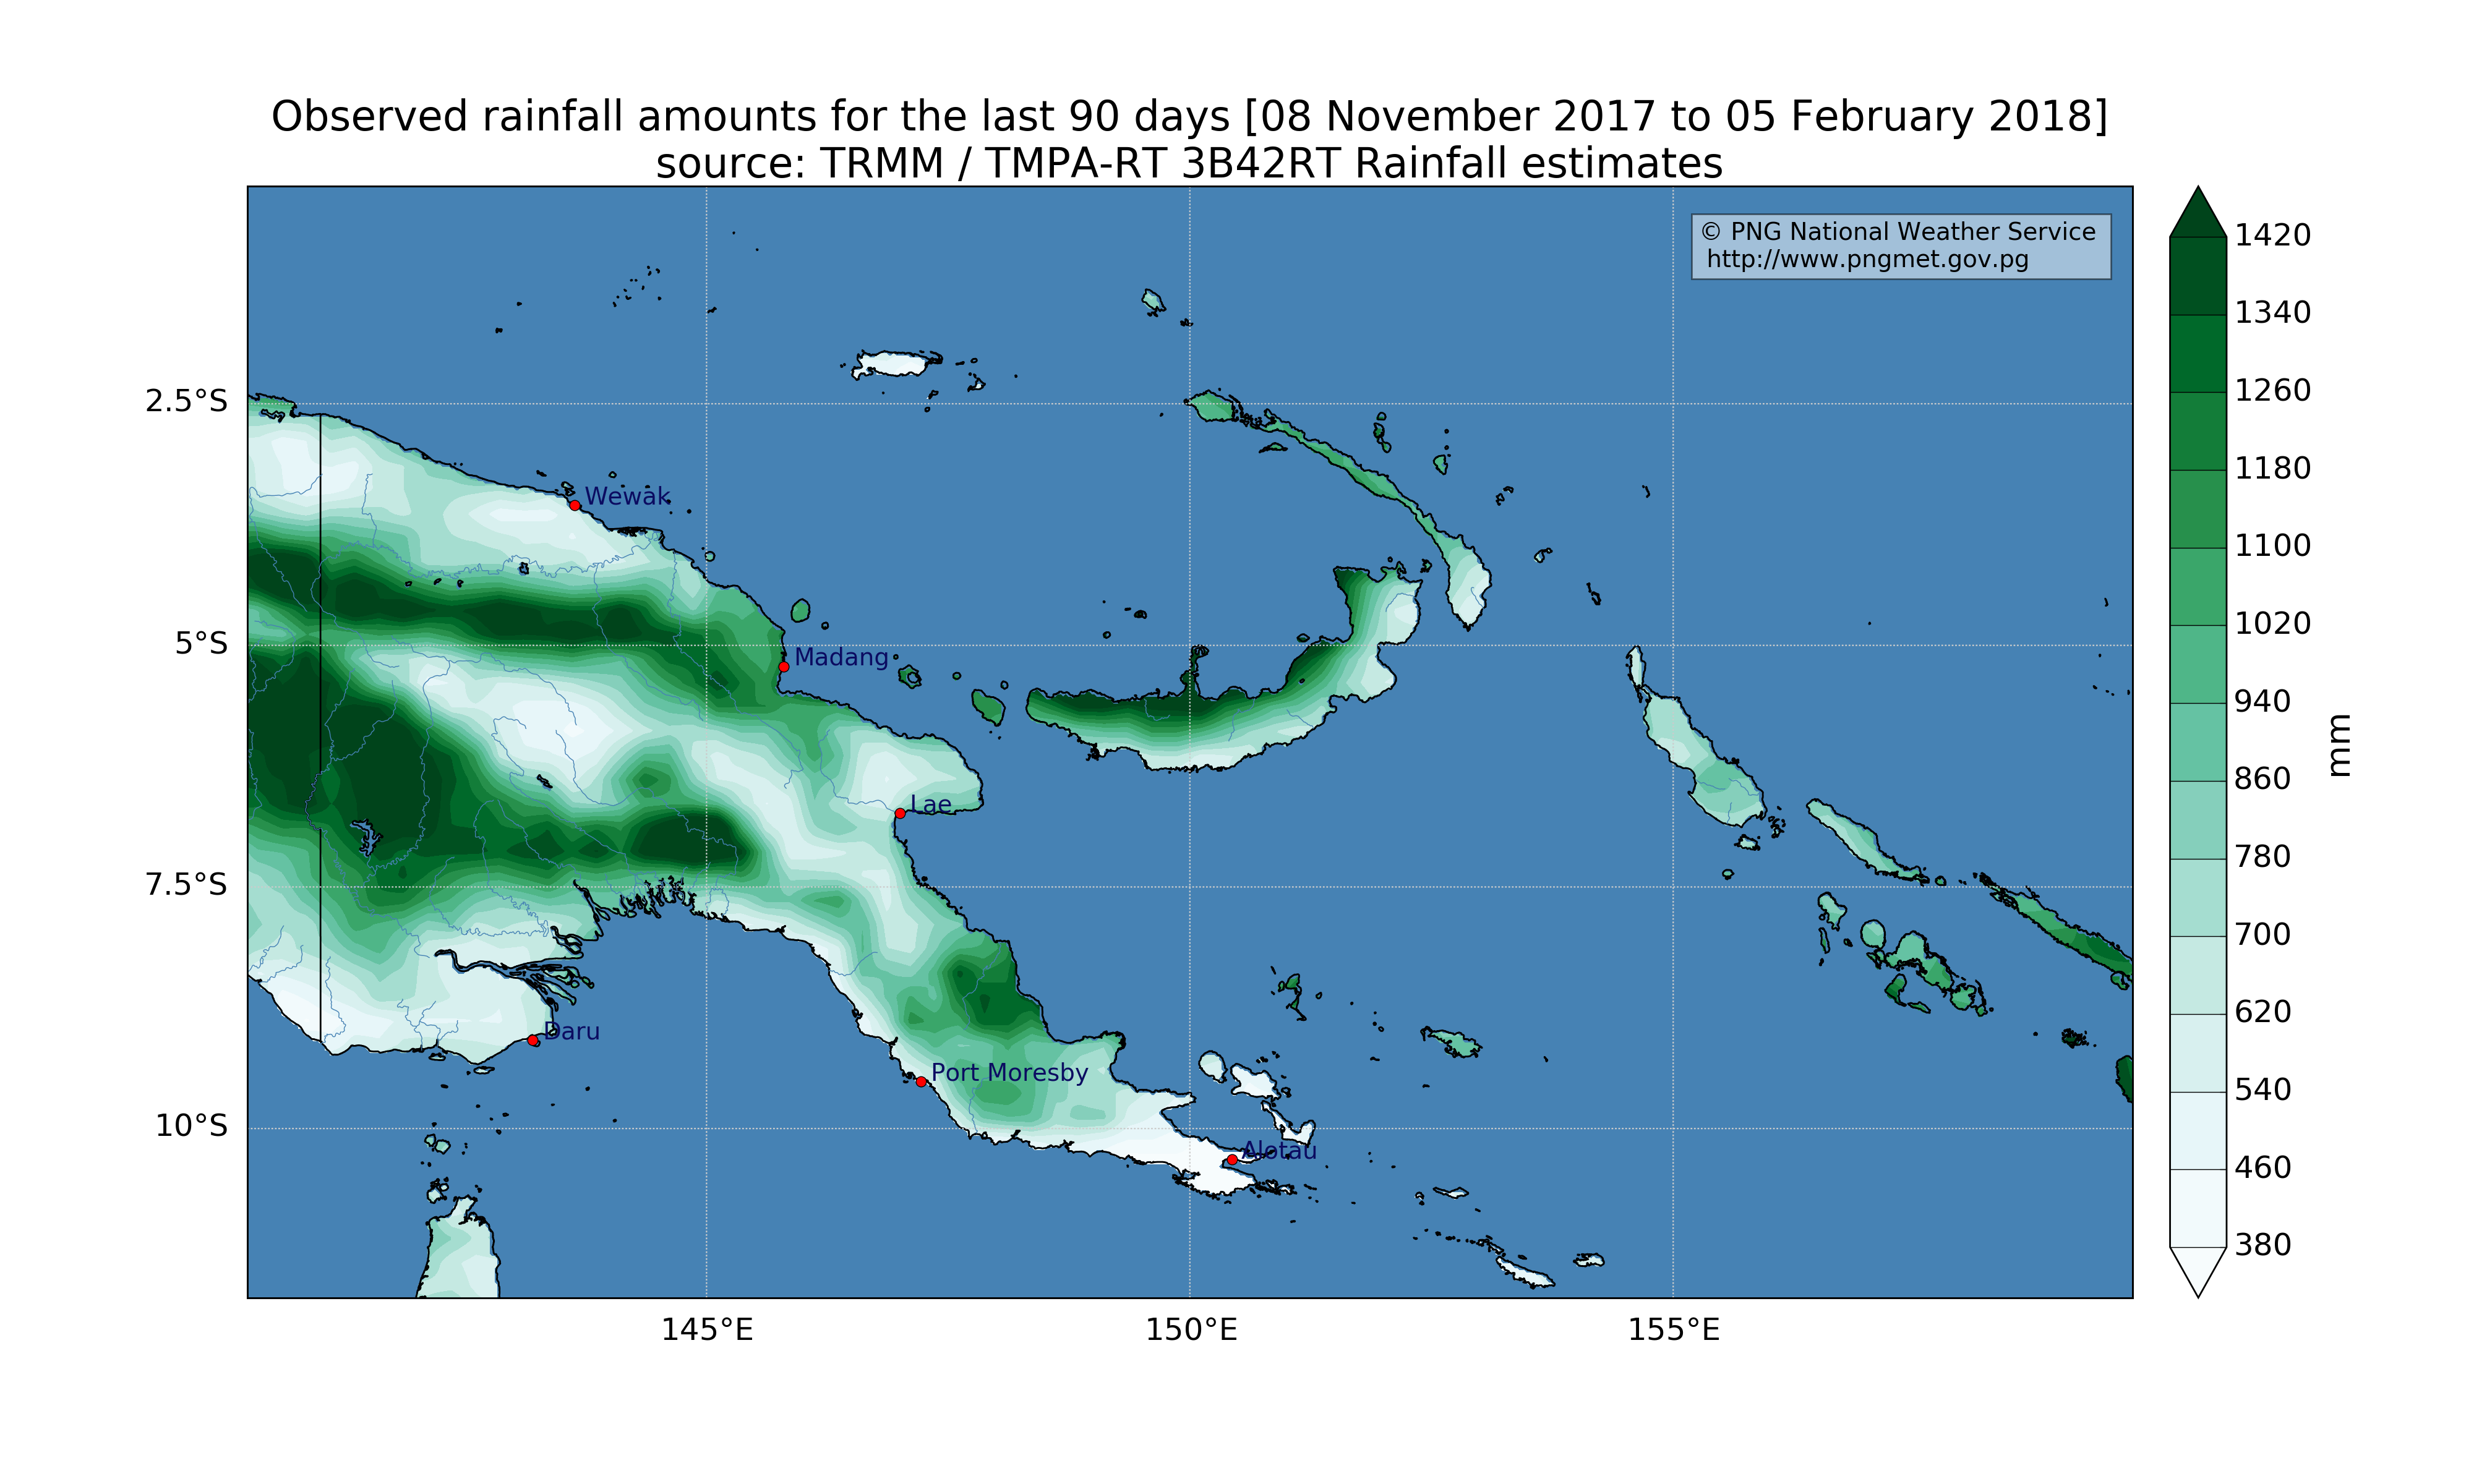 Observed rainfall amounts for the last 90 days [08 November 2017 to 05 February 2018]
source: TRMM / TMPA-RT 3B42RT Rainfall estimates
© PNG National Weather Service
http://www.pngmet.gov.pg
1420
1340
1260
1180
1100
1020
940
860
780
700
620
540
460
380
mm
2.5°S
5°S
7.5°S
10°S
Wewak
Madang
Lae
Daru
Port Moresby
Alotau
145°E
150°E
155°E